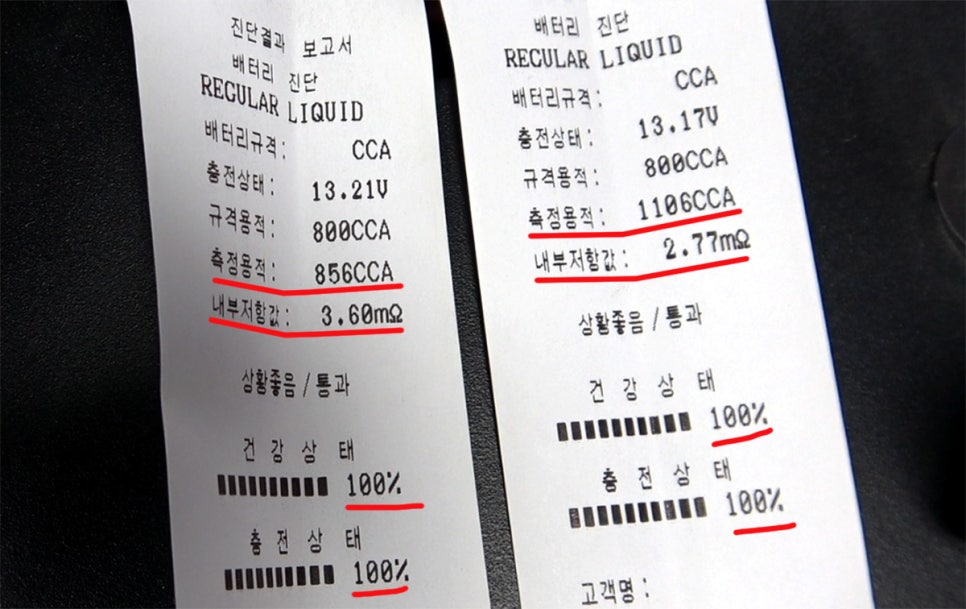 진단결과 보고서
배터리 진단
REGULAR LIQUID
배터리규격: CCA
충전상태: 13.21V
규격용적: 800CCA
측정용적: 856CCA
내부저항값: 3.60mΩ
상황좋음/통과
건 강 상 태
100%
충 전 상 태
100%
배터리 진단
REGULAR LIQUID
배터리규격: CCA
충전상태: 13.17V
규격용적: 800CCA
측정용적: 1106CCA
내부저항값: 2.77mΩ
상황좋음/통과
건 강 상 태
100%
충 전 상 태
100%
고객명: